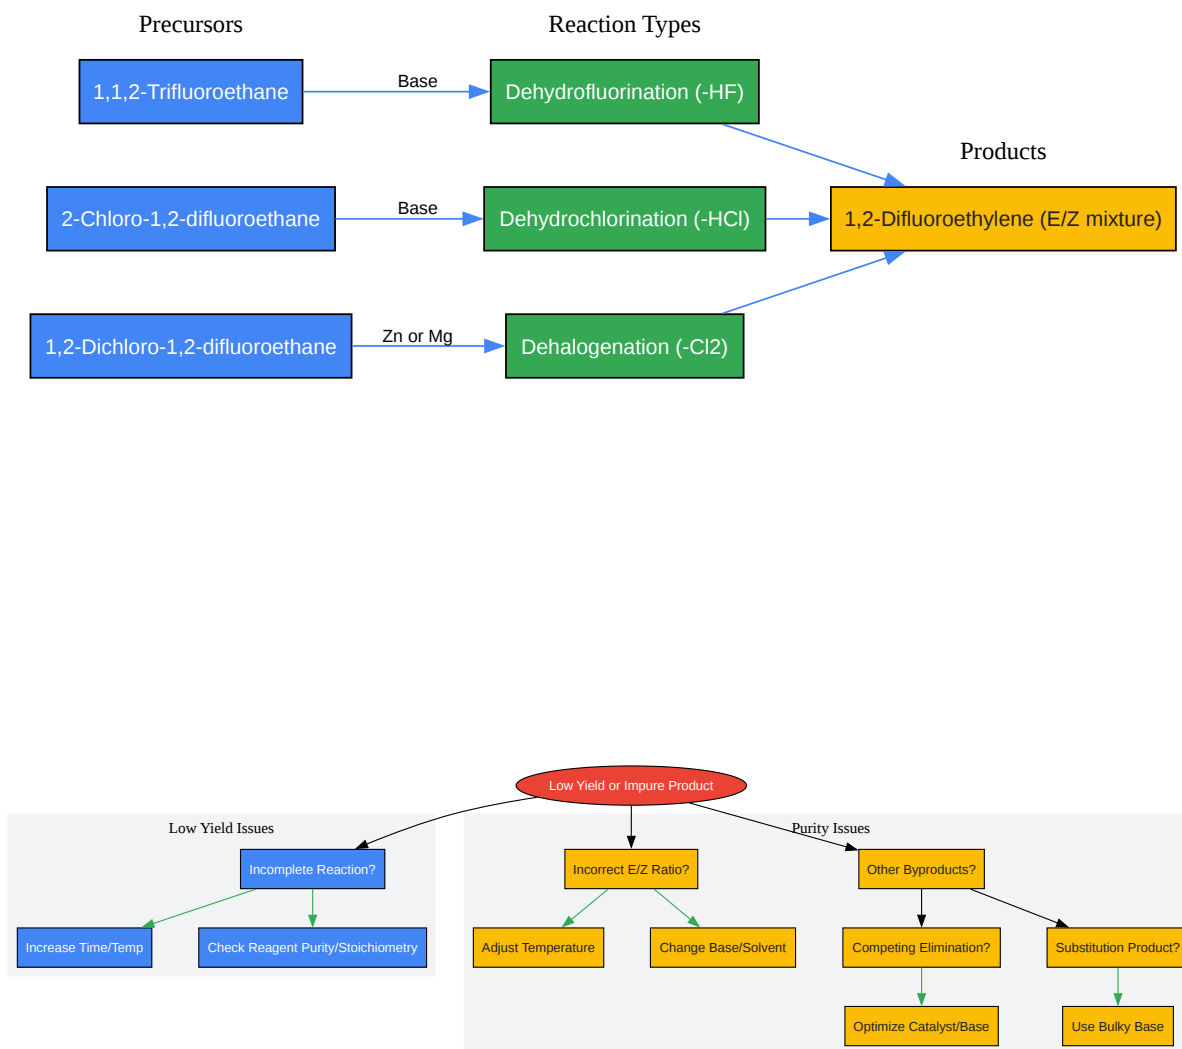 Precursors
Reaction Types
1,1,2-Trifluoroethane
Base
Dehydrofluorination (-HF)
Products
2-Chloro-1,2-difluoroethane
Base
Dehydrochlorination (-HCl)
1,2-Difluoroethylene (E/Z mixture)
1,2-Dichloro-1,2-difluoroethane
Zn or Mg
Dehalogenation (-Cl2)
Low Yield or Impure Product
Low Yield Issues
Purity Issues
Incomplete Reaction?
Incorrect E/Z Ratio?
Other Byproducts?
Increase Time/Temp
Check Reagent Purity/Stoichiometry
Adjust Temperature
Change Base/Solvent
Competing Elimination?
Substitution Product?
Optimize Catalyst/Base
Use Bulky Base